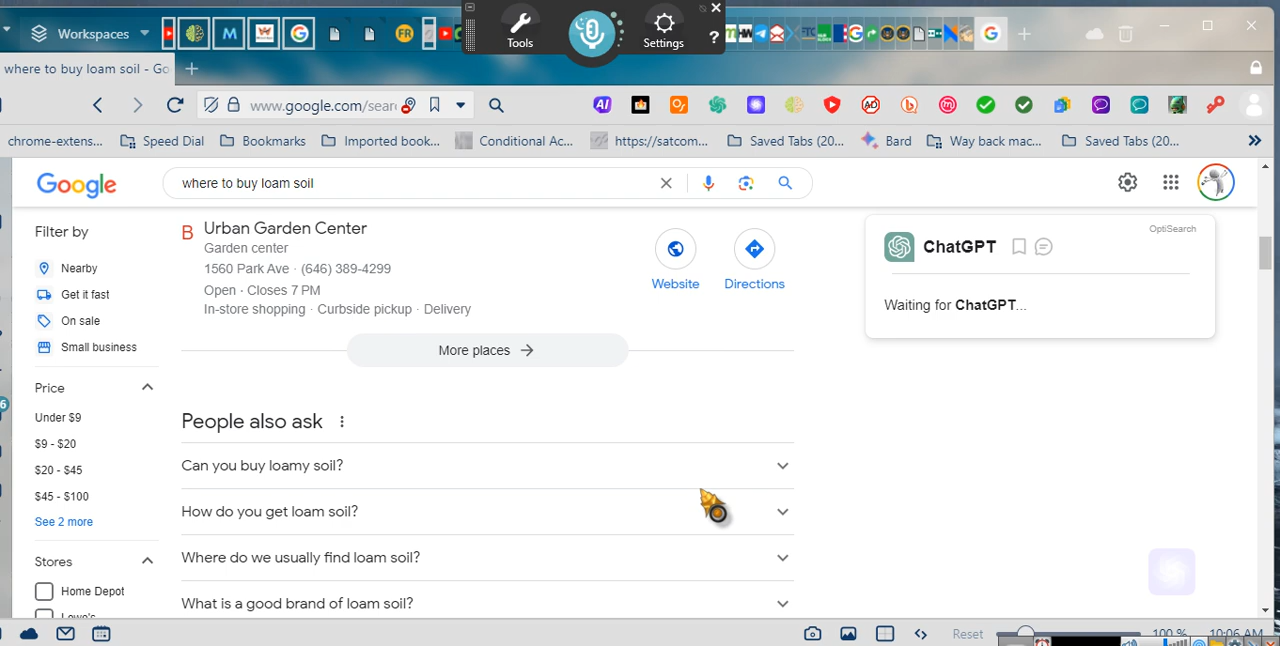 Workspaces
M
G
FR
Tools
Settings
?
G
where to buy loam soil - Go
www.google.com/sear
AI
AD
chrome-extens...
Speed Dial
Bookmarks
Imported book...
Conditional Ac...
https://satcom...
Saved Tabs (20...
Bard
Way back mac...
Saved Tabs (20...
Google
where to buy loam soil
Filter by
Nearby
Get it fast
On sale
Small business
Price
Under $9
$9 - $20
$20 - $45
$45 - $100
See 2 more
Stores
Home Depot
Lowe's
B
Urban Garden Center
Garden center
1560 Park Ave · (646) 389-4299
Open · Closes 7 PM
In-store shopping · Curbside pickup · Delivery
Website
Directions
More places
People also ask
Can you buy loamy soil?
How do you get loam soil?
Where do we usually find loam soil?
What is a good brand of loam soil?
OptiSearch
ChatGPT
Waiting for ChatGPT...
Reset
100 %
10:06 AM